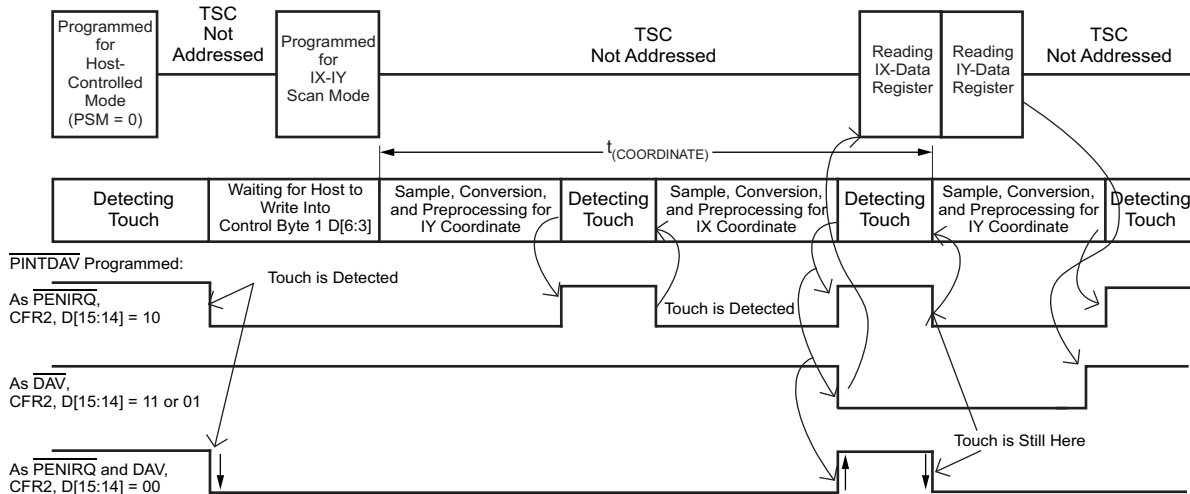 Programmed
for
Host-
Controlled
Mode
(PSM = 0)
TSC
Not
Addressed
Programmed
for
IX-IY
Scan Mode
TSC
Not Addressed
Reading
IX-Data
Register
Reading
IY-Data
Register
TSC
Not Addressed
t(COORDINATE)
Detecting
Touch
Waiting for Host to
Write Into
Control Byte 1 D[6:3]
Sample, Conversion,
and Preprocessing for
IY Coordinate
Detecting
Touch
Sample, Conversion,
and Preprocessing for
IX Coordinate
Detecting
Touch
Sample, Conversion,
and Preprocessing for
IY Coordinate
Detecting
Touch
PINTDAV Programmed:
Touch is Detected
As PENIRQ,
CFR2, D[15:14] = 10
Touch is Detected
As DAV,
CFR2, D[15:14] = 11 or 01
Touch is Still Here
As PENIRQ and DAV,
CFR2, D[15:14] = 00